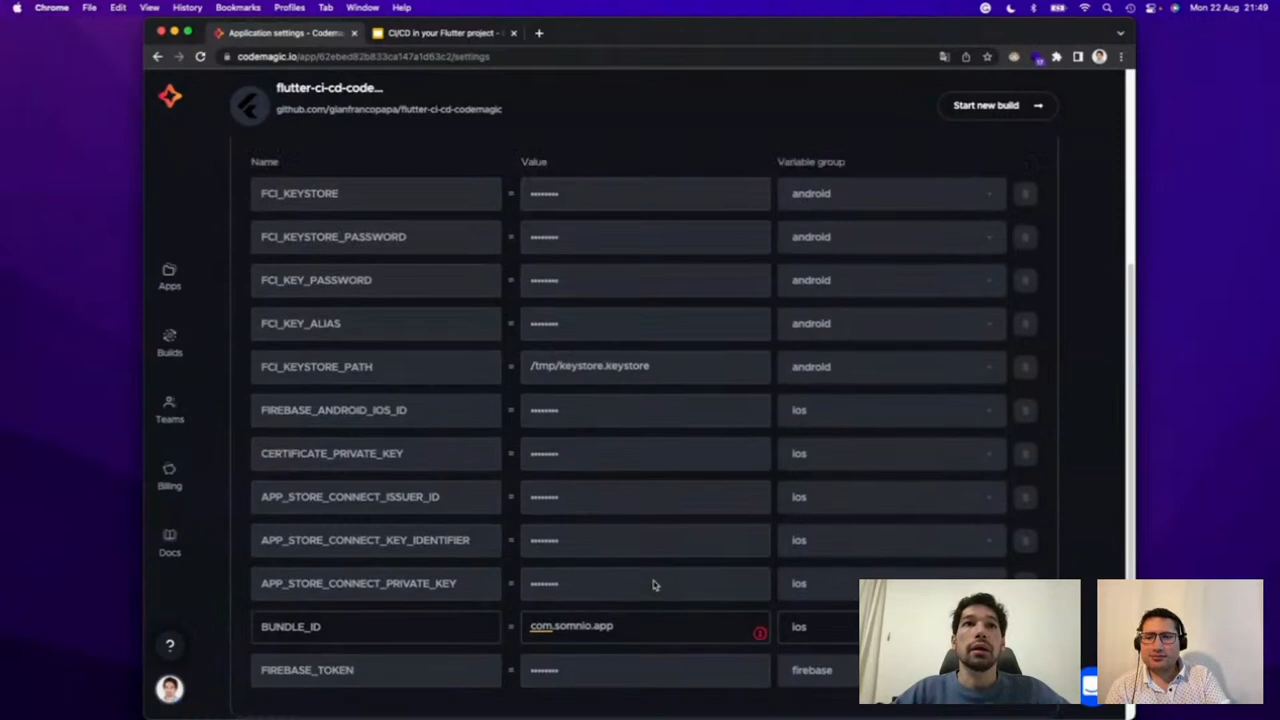 Chrome File Edit View History Bookmarks Profiles Tab Window Help Mon 22 Aug 21:49
Application settings - Codema
CI/CD in your Flutter project -
codemagic.io/app/62ebed82b833ca147a1d63c2/settings
flutter-ci-cd-code...
github.com/gianfrancopapa/flutter-ci-cd-codemagic
Start new build
Name Value Variable group
FCI_KEYSTORE = •••••••• android
FCI_KEYSTORE_PASSWORD = •••••••• android
FCI_KEY_PASSWORD = •••••••• android
FCI_KEY_ALIAS = •••••••• android
FCI_KEYSTORE_PATH = /tmp/keystore.keystore android
FIREBASE_ANDROID_IOS_ID = •••••••• ios
CERTIFICATE_PRIVATE_KEY = •••••••• ios
APP_STORE_CONNECT_ISSUER_ID = •••••••• ios
APP_STORE_CONNECT_KEY_IDENTIFIER = •••••••• ios
APP_STORE_CONNECT_PRIVATE_KEY = •••••••• ios
BUNDLE_ID = com.somnio.app ios
FIREBASE_TOKEN = •••••••• firebase
Apps
Builds
Teams
Billing
Docs
?